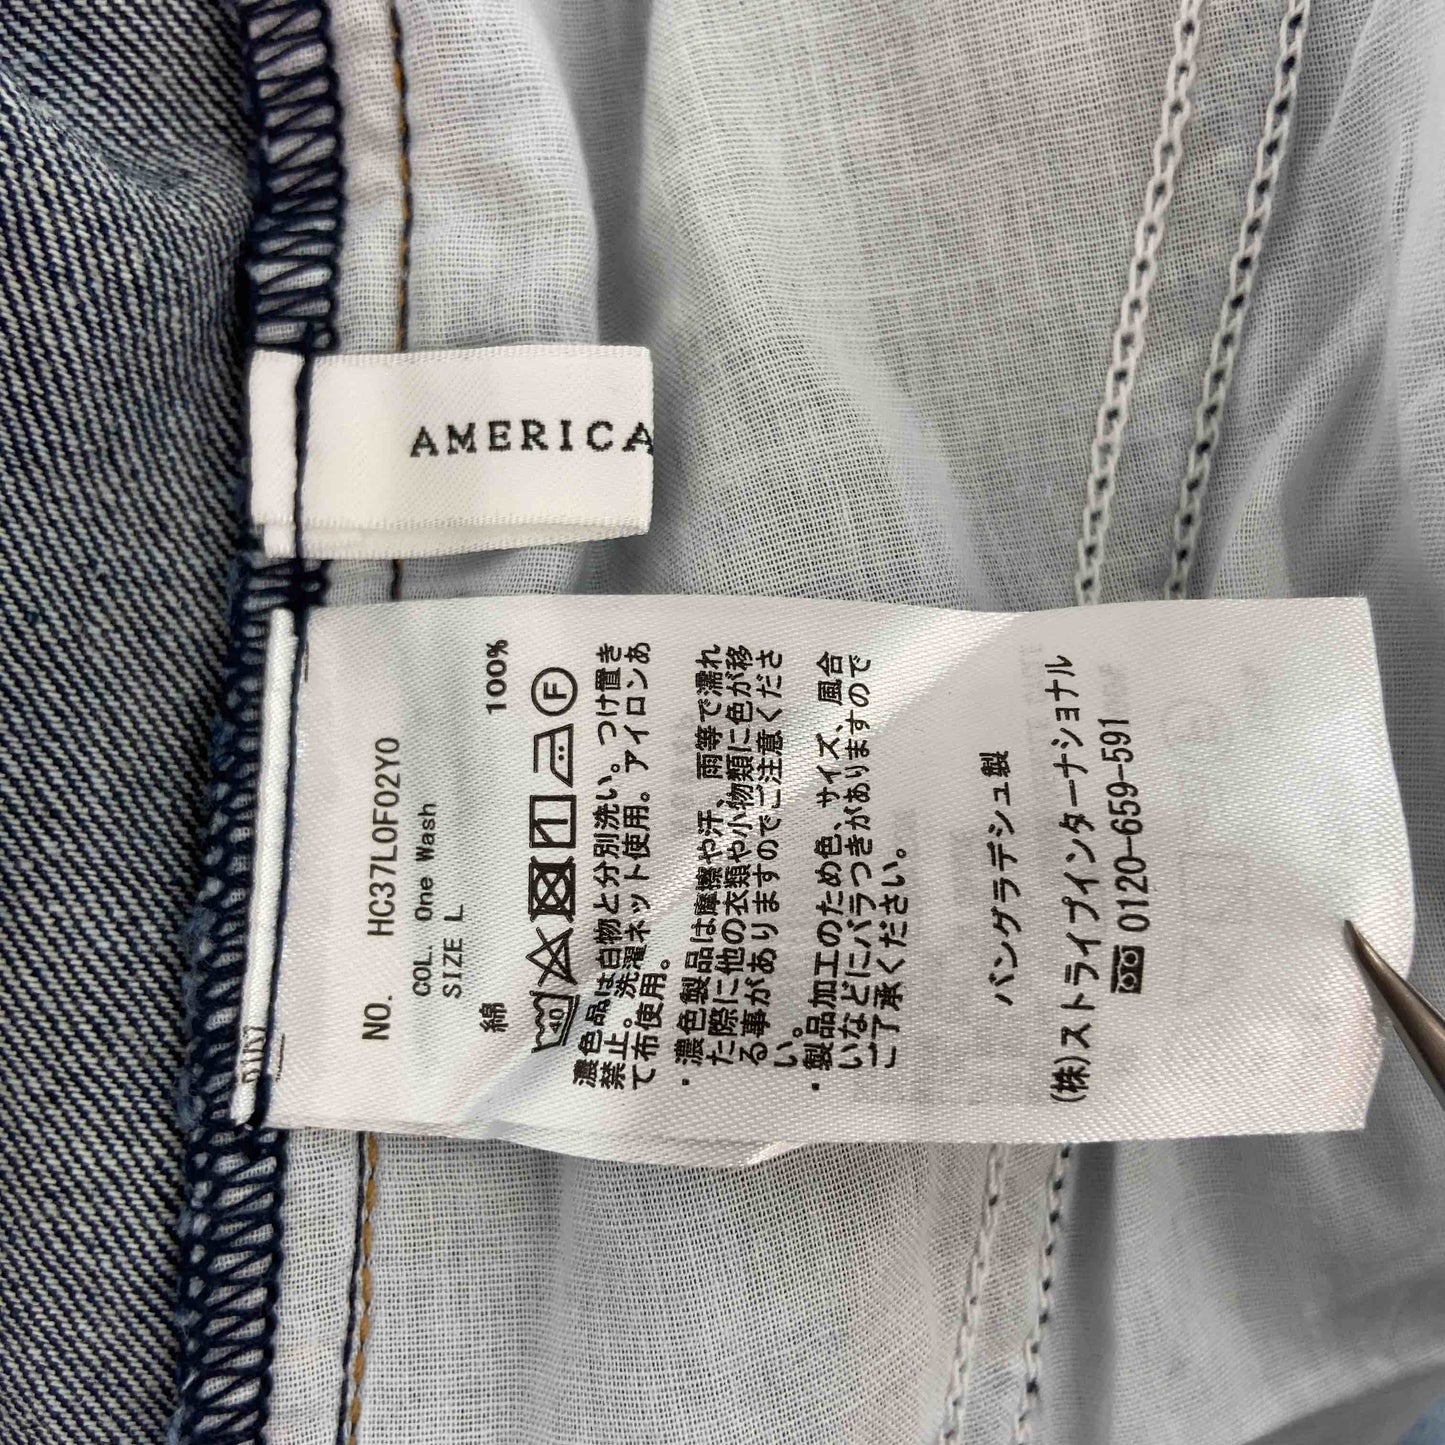 AMERICA
NO. HC37L0F02Y0
COL. One Wash
SIZE L
綿 100%
40
F
濃色品は白物と分別洗い。つけ置き
禁止。洗濯ネット使用。アイロンあ
て布使用。
・濃色製品は摩擦や汗、雨等で濡れ
た際に他の衣類や小物類に色が移
る事がありますのでご注意くださ
い。
・製品加工のため色、サイズ、風合
いなどにバラつきがありますので
ご了承ください。
バングラデシュ製
(株)ストライプインターナショナル
0120-659-591